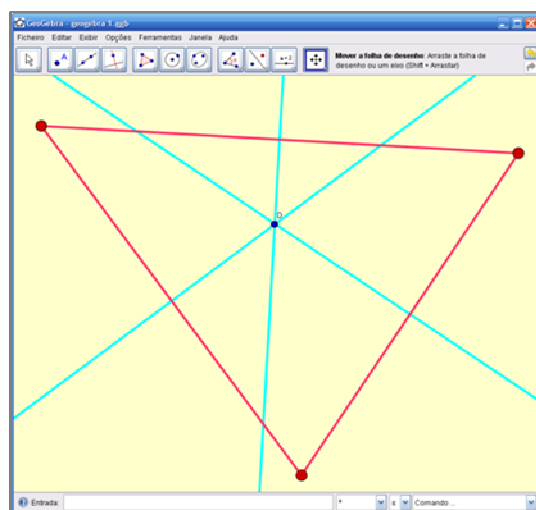 GeoGebra - geogebra 1.ggb
Ficheiro Editar Exibir Opções Ferramentas Janela Ajuda
Mover a folha de desenho: Arraste a folha de
desenho ou um eixo (Shift + Arrastar)
A
a=2
Entrada:
Comando...